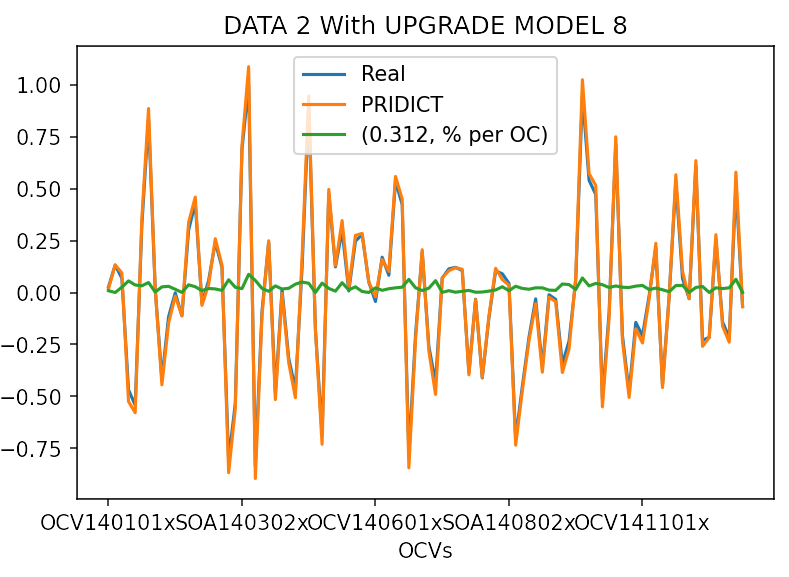 DATA 2 With UPGRADE MODEL 8
Real
PRIDICT
(0.312, % per OC)
1.00
0.75
0.50
0.25
0.00
−0.25
−0.50
−0.75
OCV140101xSOA140302xOCV140601xSOA140802xOCV141101x
OCVs